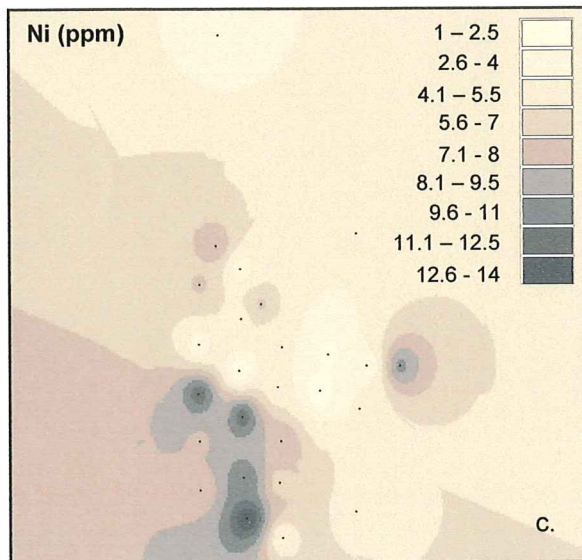 Ni (ppm)
1 – 2.5
2.6 - 4
4.1 – 5.5
5.6 - 7
7.1 – 8
8.1 – 9.5
9.6 - 11
11.1 – 12.5
12.6 - 14
C.